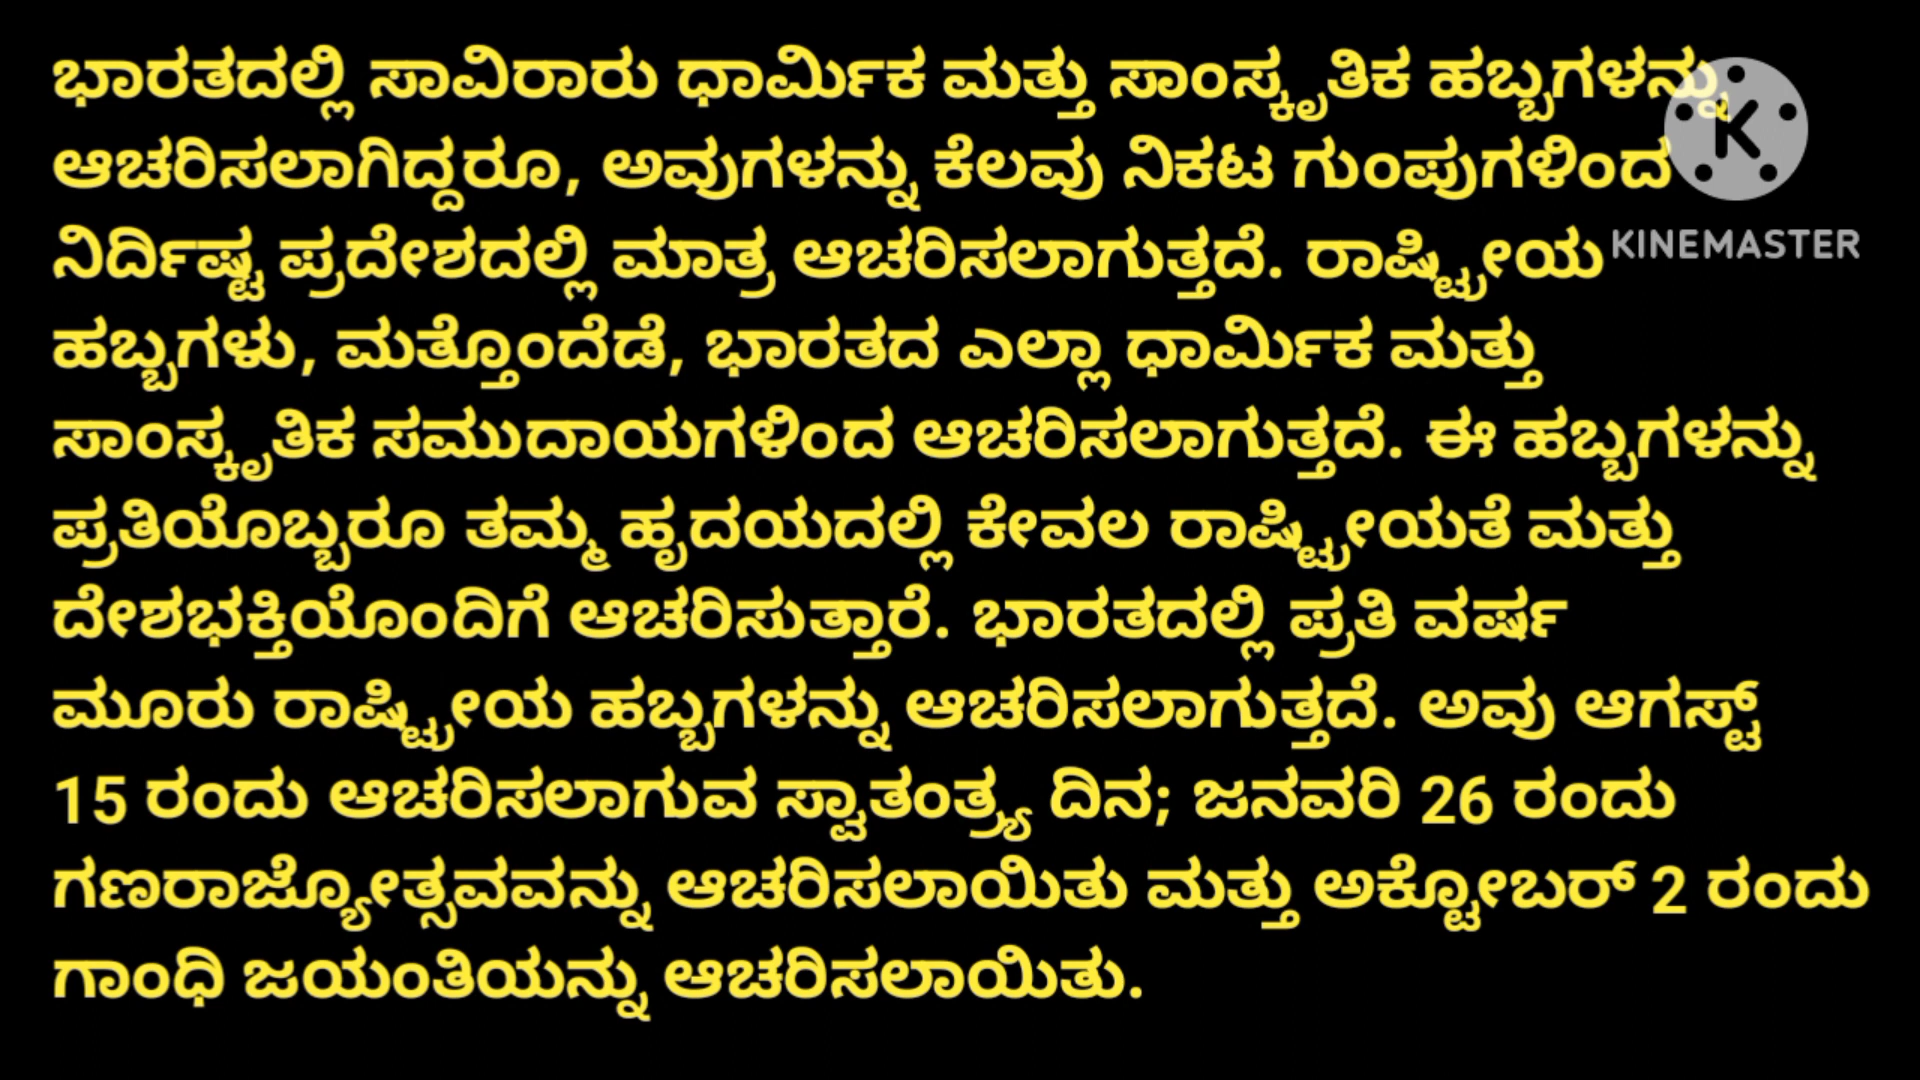 ಭಾರತದಲ್ಲಿ ಸಾವಿರಾರು ಧಾರ್ಮಿಕ ಮತ್ತು ಸಾಂಸ್ಕೃತಿಕ ಹಬ್ಬಗಳನ್ನು
ಆಚರಿಸಲಾಗಿದ್ದರೂ, ಅವುಗಳನ್ನು ಕೆಲವು ನಿಕಟ ಗುಂಪುಗಳಿಂದ
ನಿರ್ದಿಷ್ಟ ಪ್ರದೇಶದಲ್ಲಿ ಮಾತ್ರ ಆಚರಿಸಲಾಗುತ್ತದೆ. ರಾಷ್ಟ್ರೀಯ
ಹಬ್ಬಗಳು, ಮತ್ತೊಂದೆಡೆ, ಭಾರತದ ಎಲ್ಲಾ ಧಾರ್ಮಿಕ ಮತ್ತು
ಸಾಂಸ್ಕೃತಿಕ ಸಮುದಾಯಗಳಿಂದ ಆಚರಿಸಲಾಗುತ್ತದೆ. ಈ ಹಬ್ಬಗಳನ್ನು
ಪ್ರತಿಯೊಬ್ಬರೂ ತಮ್ಮ ಹೃದಯದಲ್ಲಿ ಕೇವಲ ರಾಷ್ಟ್ರೀಯತೆ ಮತ್ತು
ದೇಶಭಕ್ತಿಯೊಂದಿಗೆ ಆಚರಿಸುತ್ತಾರೆ. ಭಾರತದಲ್ಲಿ ಪ್ರತಿ ವರ್ಷ
ಮೂರು ರಾಷ್ಟ್ರೀಯ ಹಬ್ಬಗಳನ್ನು ಆಚರಿಸಲಾಗುತ್ತದೆ. ಅವು ಆಗಸ್ಟ್
15 ರಂದು ಆಚರಿಸಲಾಗುವ ಸ್ವಾತಂತ್ರ್ಯ ದಿನ; ಜನವರಿ 26 ರಂದು
ಗಣರಾಜ್ಯೋತ್ಸವವನ್ನು ಆಚರಿಸಲಾಯಿತು ಮತ್ತು ಅಕ್ಟೋಬರ್ 2 ರಂದು
ಗಾಂಧಿ ಜಯಂತಿಯನ್ನು ಆಚರಿಸಲಾಯಿತು.
K
KINEMASTER